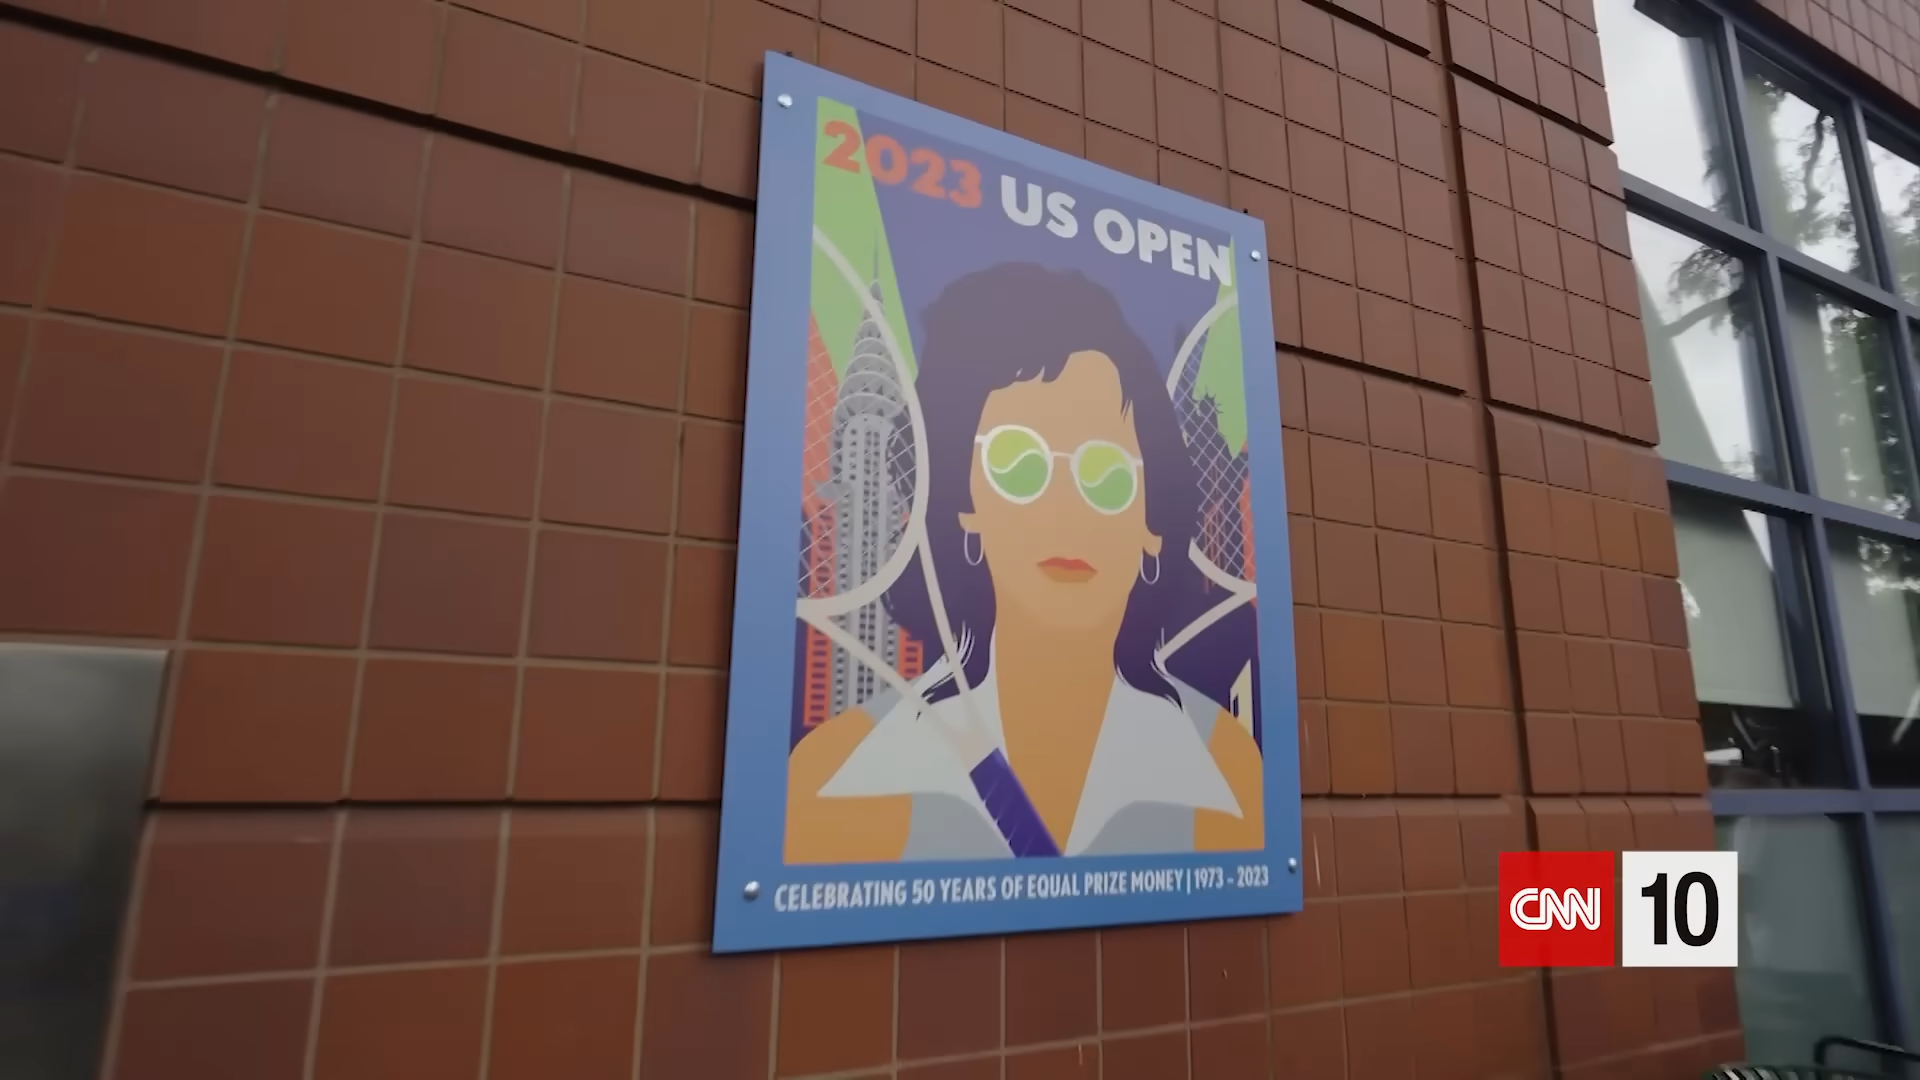 2023 US OPEN
CELEBRATING 50 YEARS OF EQUAL PRIZE MONEY | 1973 - 2023
CNN 10